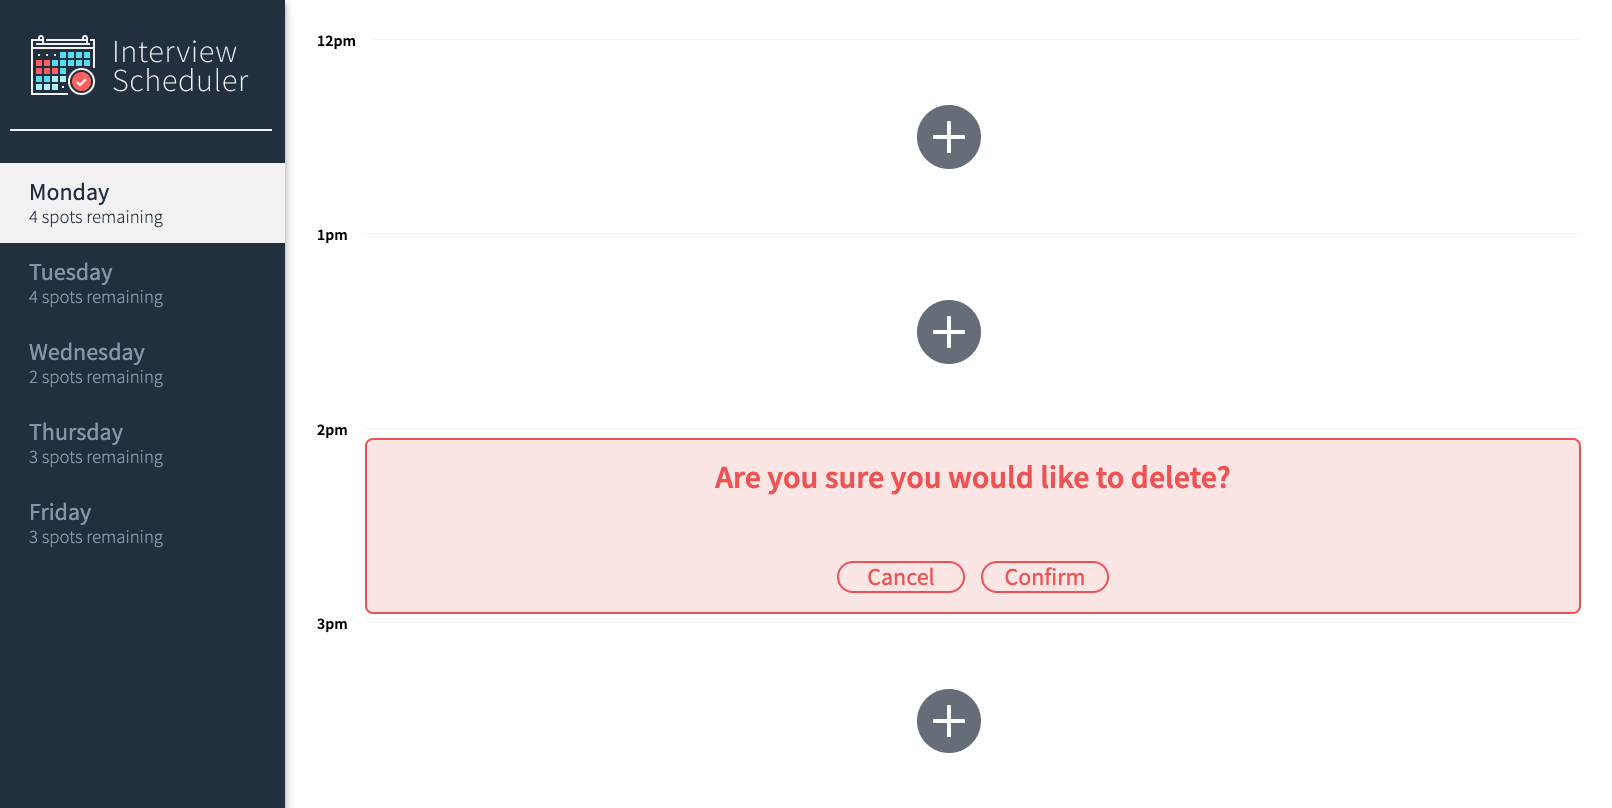 Interview
Scheduler
Monday
4 spots remaining
Tuesday
4 spots remaining
Wednesday
2 spots remaining
Thursday
3 spots remaining
Friday
3 spots remaining
12pm
1pm
2pm
Are you sure you would like to delete?
Cancel Confirm
3pm